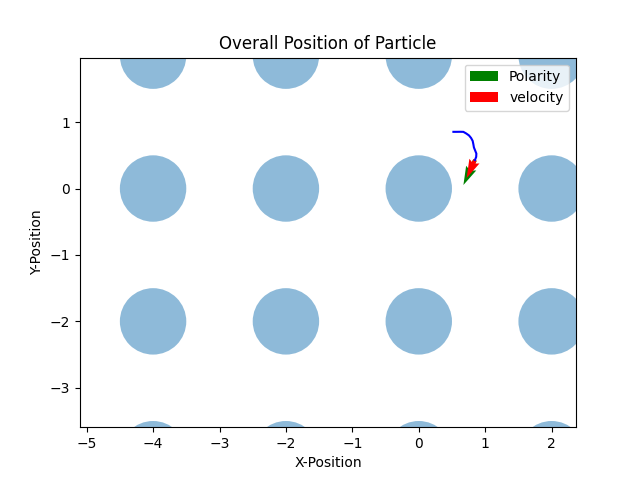 Overall Position of Particle
Polarity
velocity
1
0
−1
−2
−3
Y-Position
−5 −4 −3 −2 −1 0 1 2
X-Position